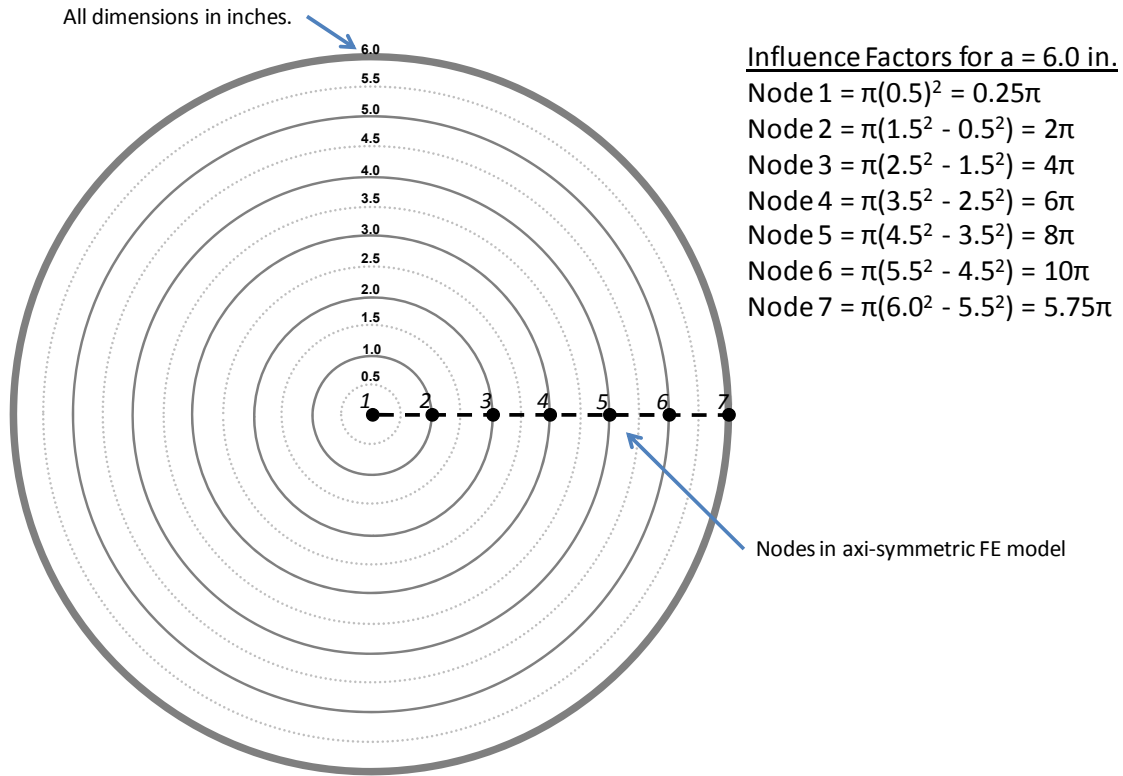 All dimensions in inches.
6.0
5.5
5.0
4.5
4.0
3.5
3.0
2.5
2.0
1.5
1.0
0.5
1 2 3 4 5 6 7
Influence Factors for a = 6.0 in.
Node 1 = π(0.5)² = 0.25π
Node 2 = π(1.5² - 0.5²) = 2π
Node 3 = π(2.5² - 1.5²) = 4π
Node 4 = π(3.5² - 2.5²) = 6π
Node 5 = π(4.5² - 3.5²) = 8π
Node 6 = π(5.5² - 4.5²) = 10π
Node 7 = π(6.0² - 5.5²) = 5.75π
Nodes in axi-symmetric FE model